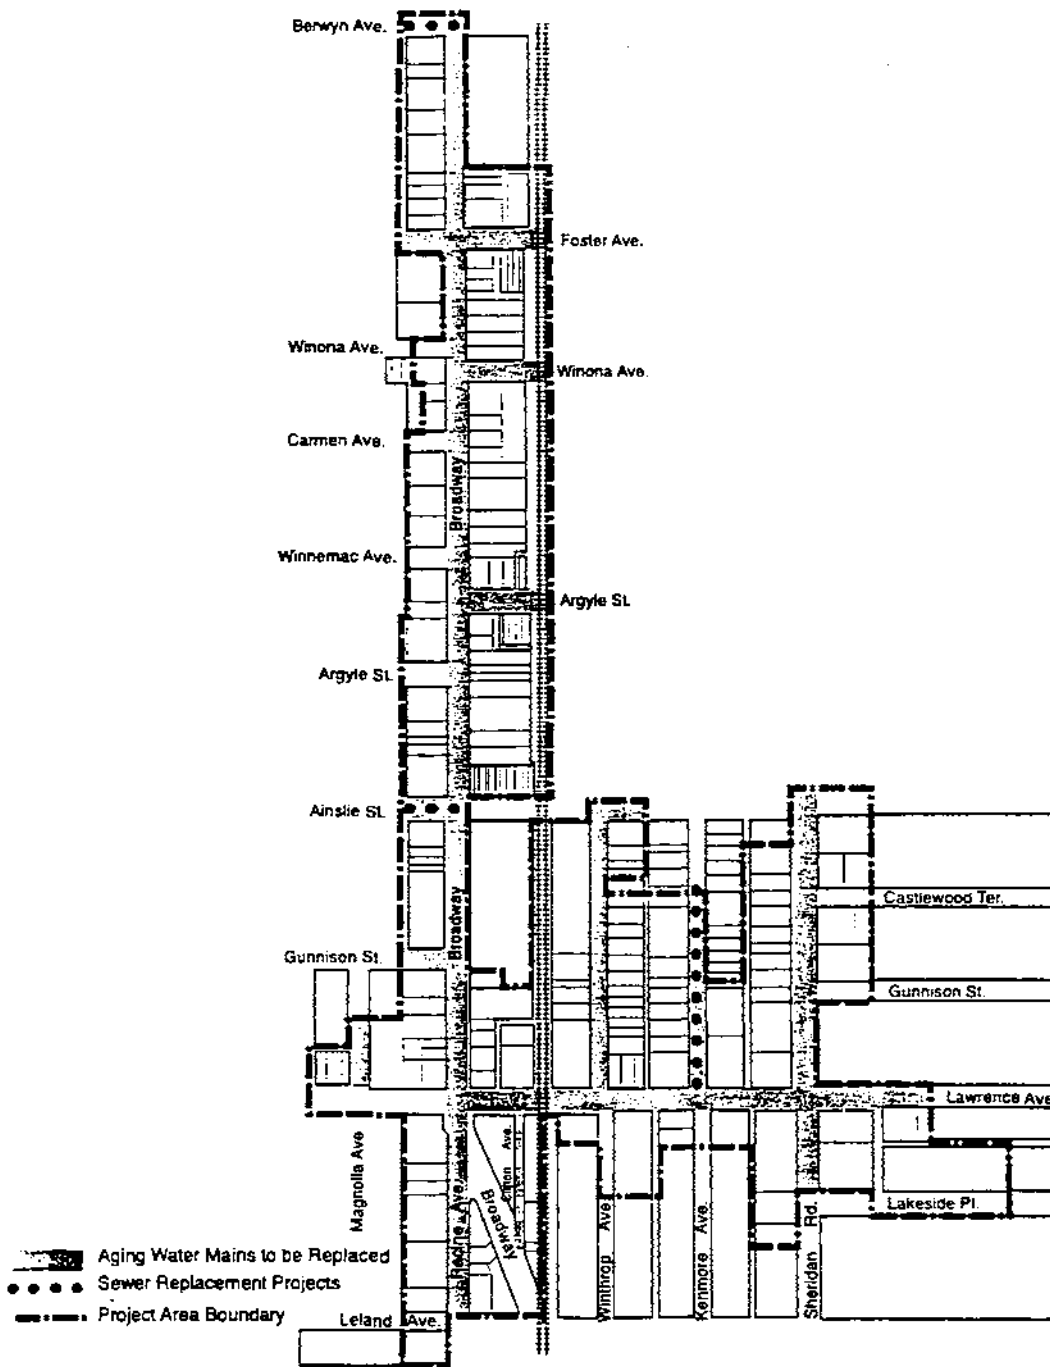 Berwyn Ave.
Foster Ave.
Winona Ave.
Winona Ave.
Carmen Ave.
Broadway
Winnemac Ave.
Argyle St.
Argyle St.
Ainslie St.
Broadway
Castlewood Ter.
Gunnison St.
Gunnison St.
Lawrence Ave
Magnolia Ave
Racine Ave.
Broadway
Clifton Ave.
Winthrop Ave.
Kenmore Ave.
Sheridan Rd.
Lakeside Pl.
Aging Water Mains to be Replaced
Sewer Replacement Projects
Project Area Boundary
Leland Ave.